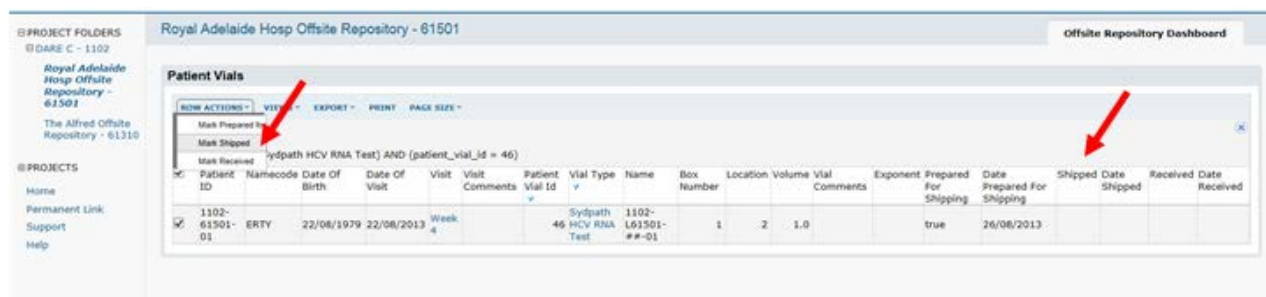 Royal Adelaide Hosp Offsite Repository - 61501
Offsite Repository Dashboard
PROJECT FOLDERS
DARE C - 1102
Royal Adelaide
Hosp Offsite
Repository -
61501
The Alfred Offsite
Repository - 61310
PROJECTS
Home
Permanent Link
Support
Help
Patient Vials
ROW ACTIONS EXPORT PRINT PAGE SIZE
Mark Prepared
Mark Shipped
Mark Received
Sydpath HCV RNA Test) AND (patient_vial_id = 46)
Patient ID Namecode Date Of Birth Date Of Visit Visit Visit Comments Patient Vial Id Vial Type Name Box Number Location Volume Vial Comments Exponent Prepared For Shipping Date Prepared For Shipping Shipped Date Shipped Received Date Received
1102-61501-01 ERTY 22/08/1979 22/08/2013 Week 4 46 Sydpath HCV RNA Test 1102-L61501-##-01 1 2 1.0 true 26/08/2013